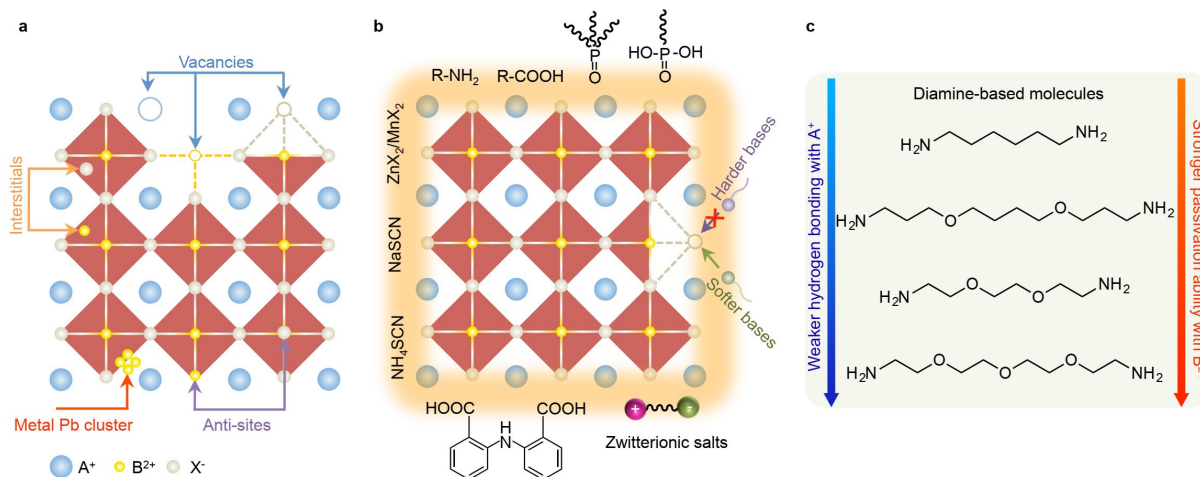 a
Vacancies
Interstitials
Metal Pb cluster
Anti-sites
A⁺
B²⁺
X⁻
b
R-NH₂
R-COOH
P
O
HO-P-OH
O
ZnX₂/MnX₂
NaSCN
NH₄SCN
Harder bases
Softer bases
HOOC
COOH
H
N
+
-
Zwitterionic salts
c
Diamine-based molecules
Weaker hydrogen bonding with A⁺
Stronger passivation ability with B²⁺
H₂N
NH₂
H₂N
O
O
NH₂
NH₂
O
O
NH₂
H₂N
O
O
O
NH₂